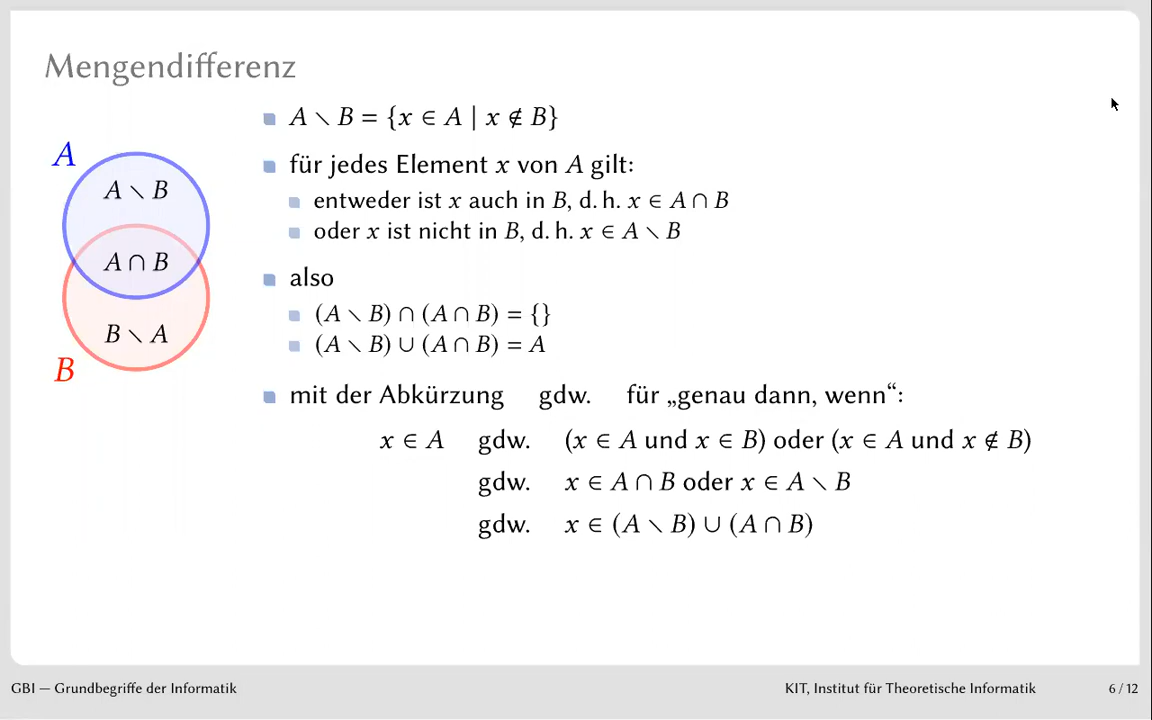 Mengendifferenz
A ∖ B = {x ∈ A | x ∉ B}
für jedes Element x von A gilt:
entweder ist x auch in B, d. h. x ∈ A ∩ B
oder x ist nicht in B, d. h. x ∈ A ∖ B
also
(A ∖ B) ∩ (A ∩ B) = {}
(A ∖ B) ∪ (A ∩ B) = A
mit der Abkürzung gdw. für „genau dann, wenn“:
x ∈ A gdw. (x ∈ A und x ∈ B) oder (x ∈ A und x ∉ B)
gdw. x ∈ A ∩ B oder x ∈ A ∖ B
gdw. x ∈ (A ∖ B) ∪ (A ∩ B)
A
A ∖ B
A ∩ B
B ∖ A
B
GBI — Grundbegriffe der Informatik
KIT, Institut für Theoretische Informatik
6 / 12